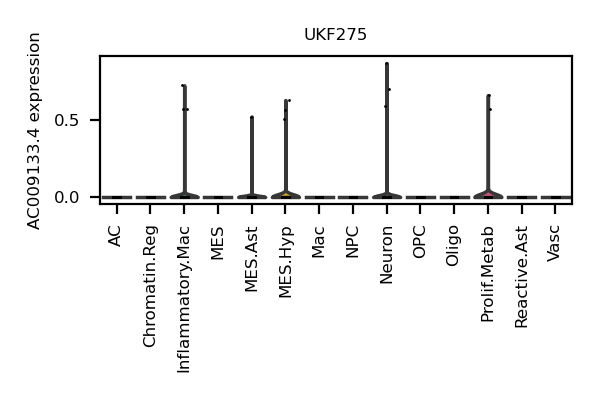 UKF275
AC009133.4 expression
0.5
0.0
AC
Chromatin.Reg
Inflammatory.Mac
MES
MES.Ast
MES.Hyp
Mac
NPC
Neuron
OPC
Oligo
Prolif.Metab
Reactive.Ast
Vasc